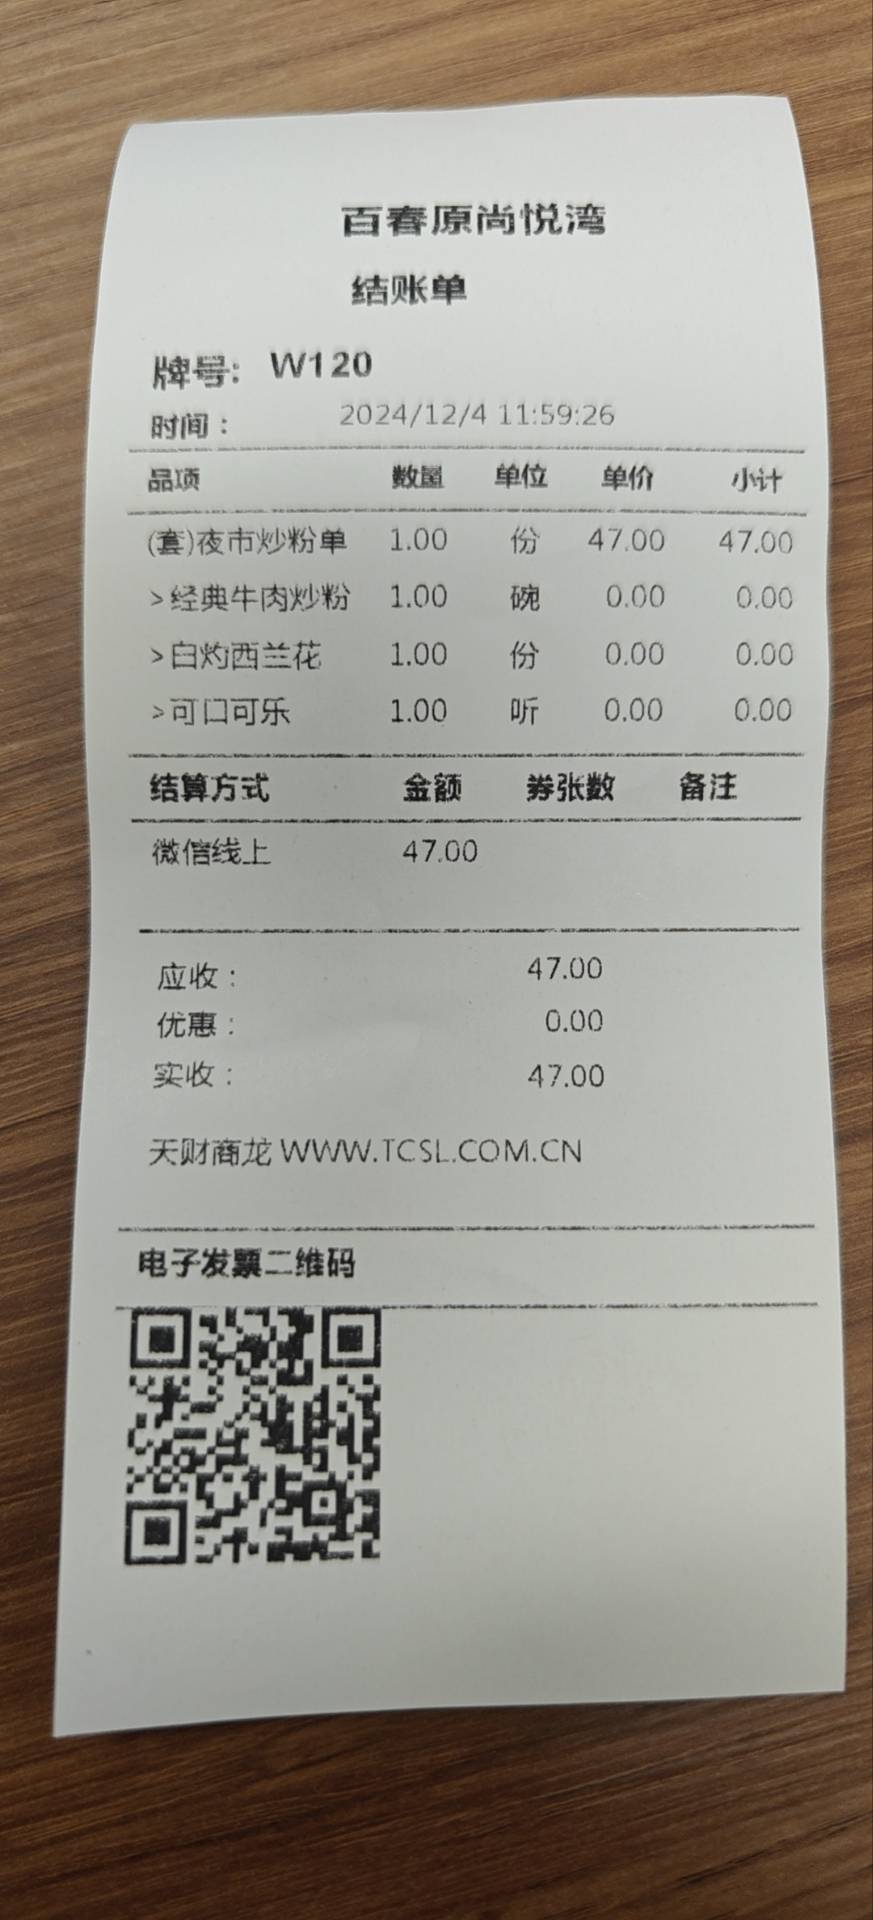 百春原尚悦湾
结账单
牌号: W120
时间： 2024/12/4 11:59:26
品项 数量 单位 单价 小计
(套)夜市炒粉单 1.00 份 47.00 47.00
>经典牛肉炒粉 1.00 碗 0.00 0.00
>白灼西兰花 1.00 份 0.00 0.00
>可口可乐 1.00 听 0.00 0.00
结算方式 金额 券张数 备注
微信线上 47.00
应收： 47.00
优惠： 0.00
实收： 47.00
天财商龙 WWW.TCSL.COM.CN
电子发票二维码